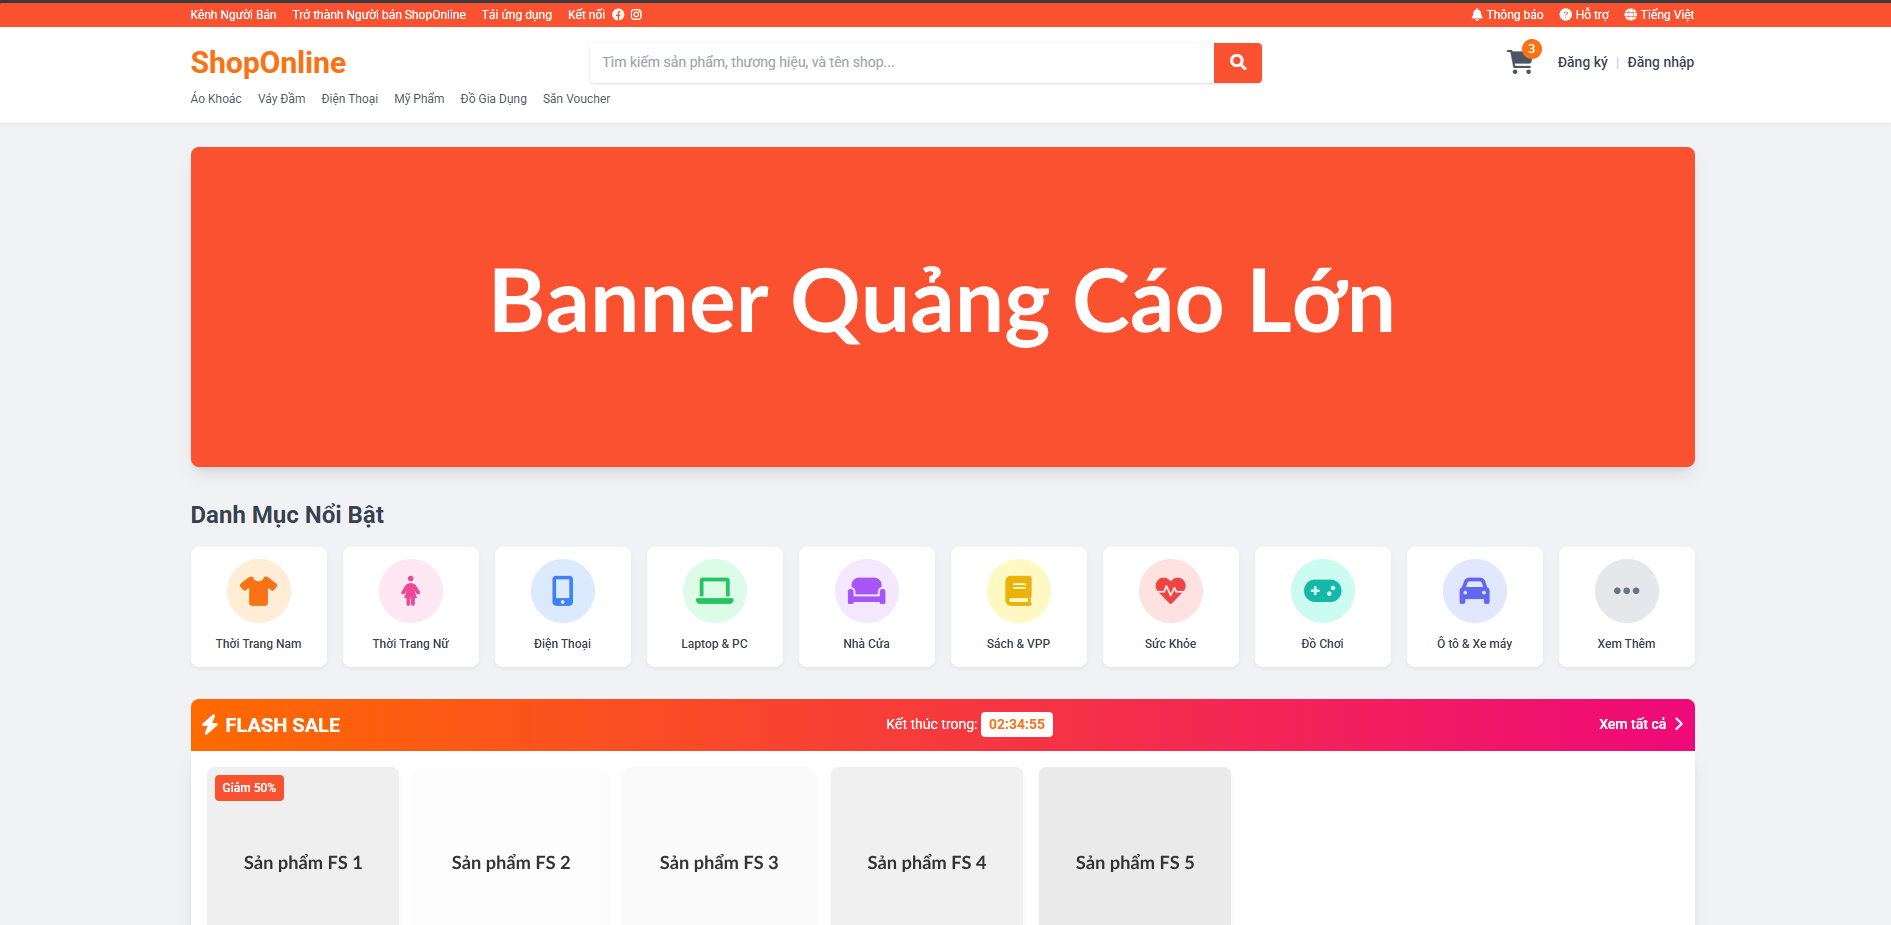 Kênh Người Bán Trở thành Người bán ShopOnline Tải ứng dụng Kết nối Thông báo Hỗ trợ Tiếng Việt
ShopOnline Tìm kiếm sản phẩm, thương hiệu, và tên shop... 3 Đăng ký | Đăng nhập
Áo Khoác Váy Đầm Điện Thoại Mỹ Phẩm Đồ Gia Dụng Săn Voucher
Banner Quảng Cáo Lớn
Danh Mục Nổi Bật
Thời Trang Nam Thời Trang Nữ Điện Thoại Laptop & PC Nhà Cửa Sách & VPP Sức Khỏe Đồ Chơi Ô tô & Xe máy Xem Thêm
FLASH SALE Kết thúc trong: 02:34:55 Xem tất cả
Giảm 50%
Sản phẩm FS 1 Sản phẩm FS 2 Sản phẩm FS 3 Sản phẩm FS 4 Sản phẩm FS 5